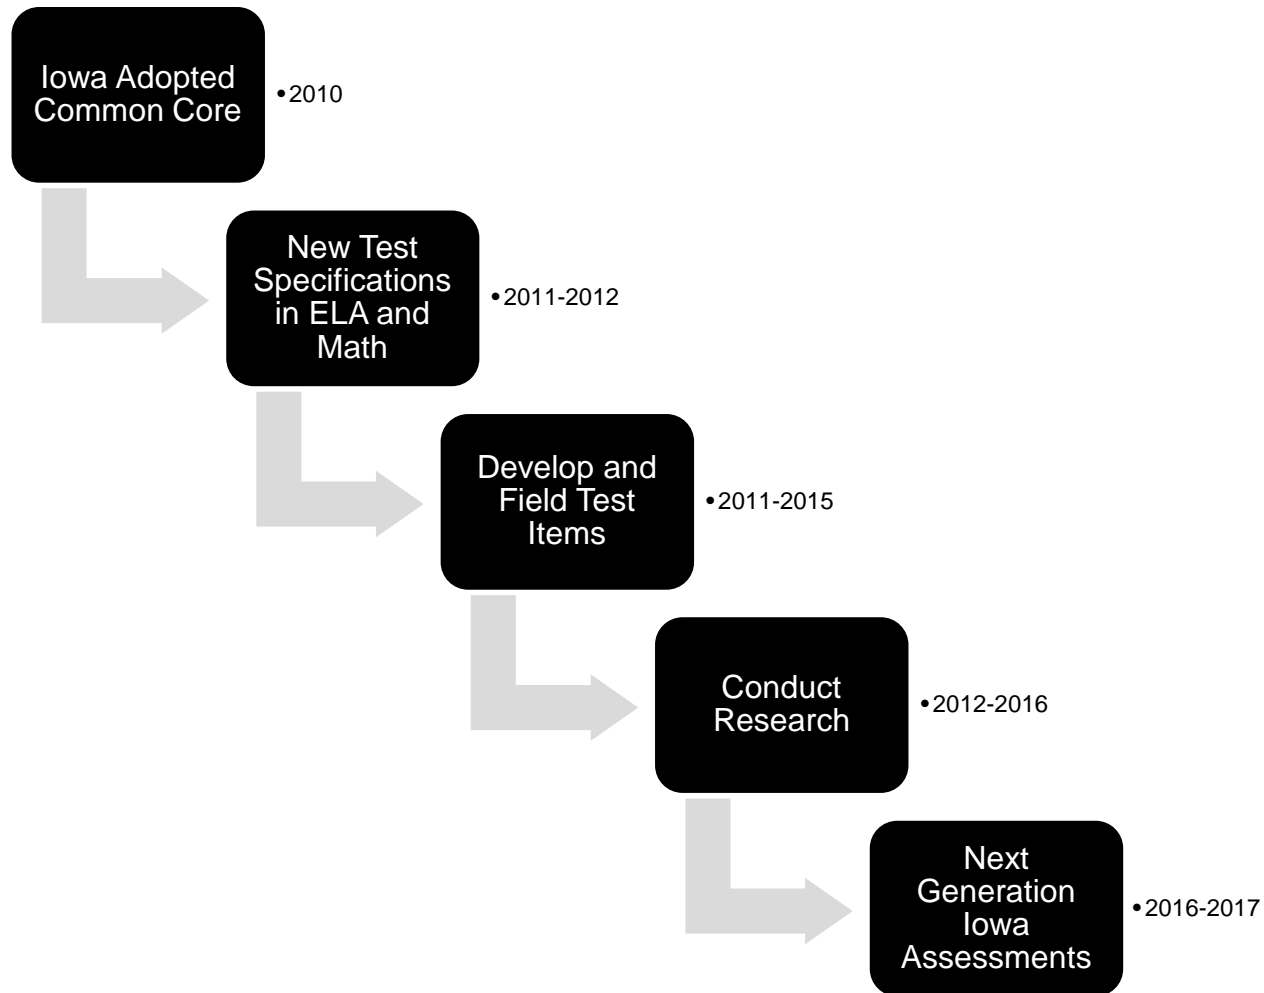 Iowa Adopted
Common Core
•2010
New Test
Specifications
in ELA and
Math
•2011-2012
Develop and
Field Test
Items
•2011-2015
Conduct
Research
•2012-2016
Next
Generation
Iowa
Assessments
•2016-2017